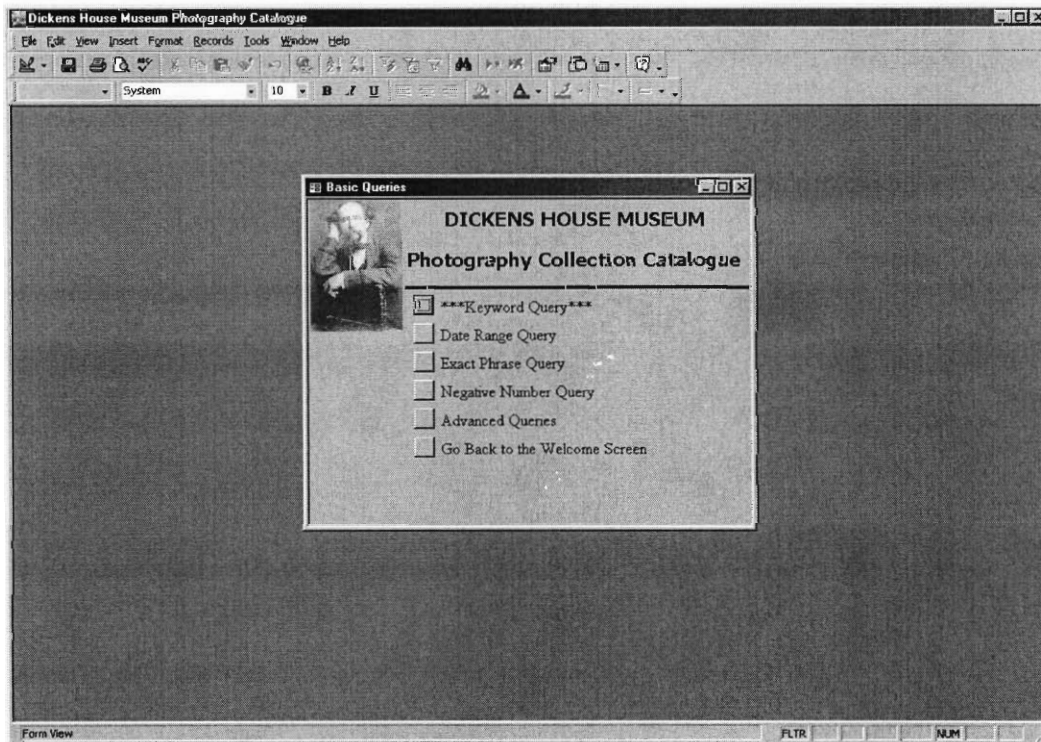 Dickens House Museum Photography Catalogue
File Edit View Insert Format Records Tools Window Help
System 10 B I U A
Basic Queries
DICKENS HOUSE MUSEUM
Photography Collection Catalogue
***Keyword Query***
Date Range Query
Exact Phrase Query
Negative Number Query
Advanced Queries
Go Back to the Welcome Screen
Form View FLTR NUM